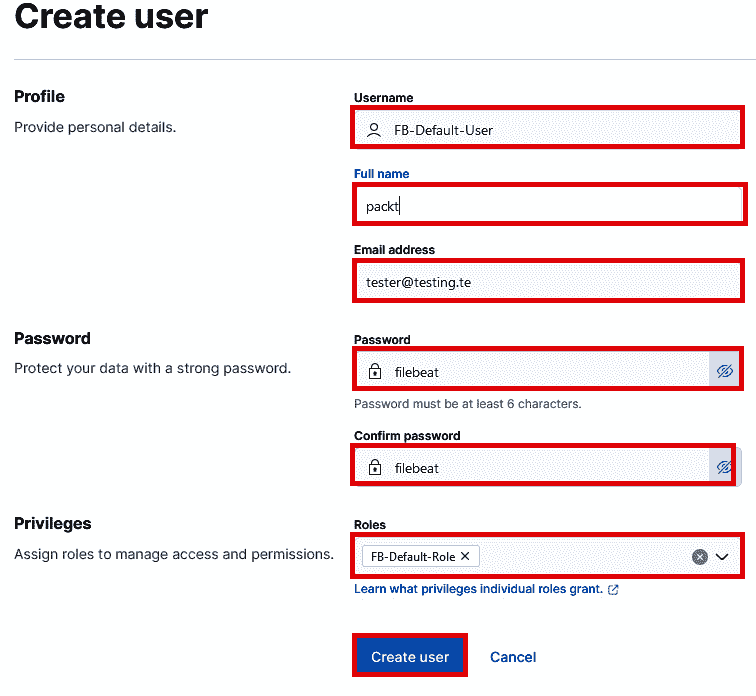 Create user
Profile
Provide personal details.
Username
FB-Default-User
Full name
packt
Email address
tester@testing.te
Password
Protect your data with a strong password.
Password
filebeat
Password must be at least 6 characters.
Confirm password
filebeat
Privileges
Assign roles to manage access and permissions.
Roles
FB-Default-Role
Learn what privileges individual roles grant.
Create user
Cancel